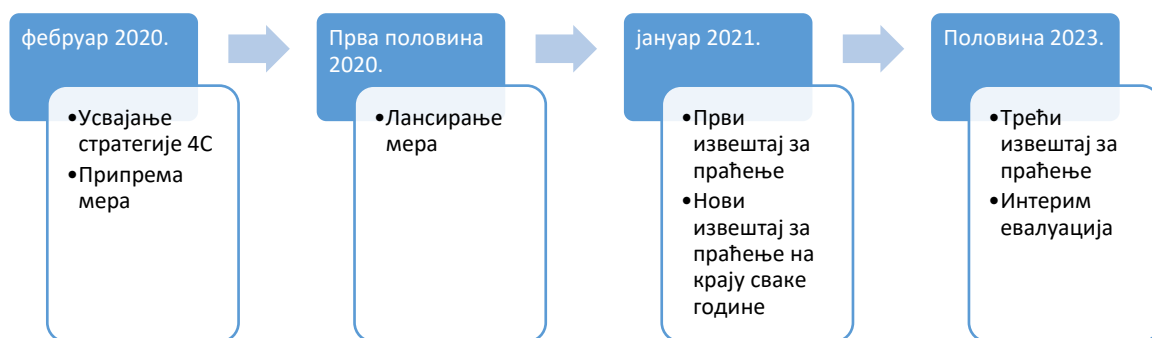 фебруар 2020.
•Усвајање
стратегије 4С
•Припрема
мера
Прва половина
2020.
•Лансирање
мера
јануар 2021.
•Први
извештај за
праћење
•Нови
извештај за
праћење на
крају сваке
године
Половина 2023.
•Трећи
извештај за
праћење
•Интерим
евалуација